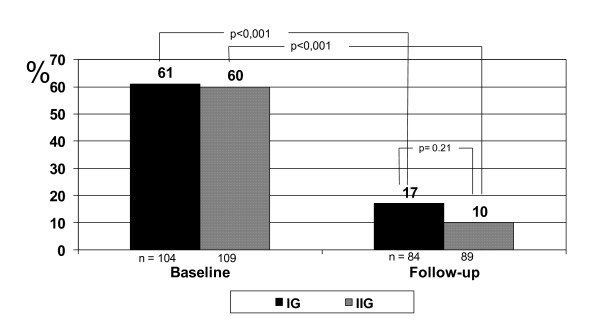 p<0,001
p<0,001
%
70
60
50
40
30
20
10
0
61
60
p= 0.21
17
10
n = 104
109
n = 84
89
Baseline
Follow-up
IG
IIG